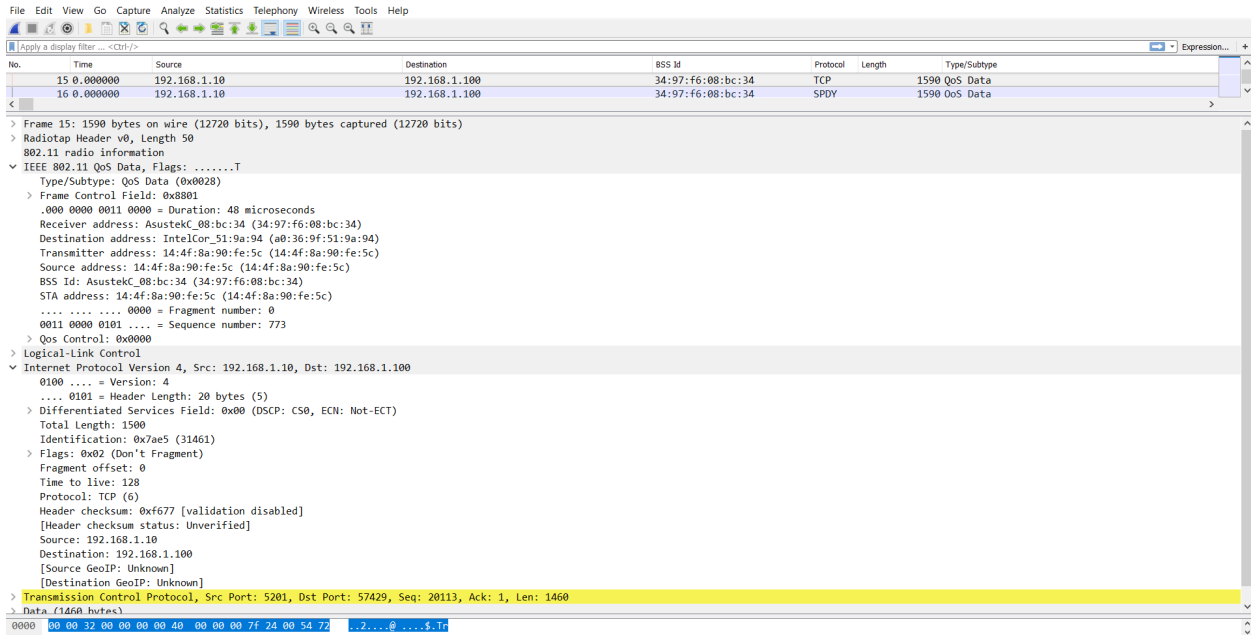 File Edit View Go Capture Analyze Statistics Telephony Wireless Tools Help
Apply a display filter ... <Ctrl-/> Expression... +
No. Time Source Destination BSS Id Protocol Length Type/Subtype
15 0.000000 192.168.1.10 192.168.1.100 34:97:f6:08:bc:34 TCP 1590 QoS Data
16 0.000000 192.168.1.10 192.168.1.100 34:97:f6:08:bc:34 SPDY 1590 QoS Data
Frame 15: 1590 bytes on wire (12720 bits), 1590 bytes captured (12720 bits)
Radiotap Header v0, Length 50
802.11 radio information
IEEE 802.11 QoS Data, Flags: .......T
Type/Subtype: QoS Data (0x0028)
Frame Control Field: 0x8801
.000 0000 0011 0000 = Duration: 48 microseconds
Receiver address: AsustekC_08:bc:34 (34:97:f6:08:bc:34)
Destination address: IntelCor_51:9a:94 (a0:36:9f:51:9a:94)
Transmitter address: 14:4f:8a:90:fe:5c (14:4f:8a:90:fe:5c)
Source address: 14:4f:8a:90:fe:5c (14:4f:8a:90:fe:5c)
BSS Id: AsustekC_08:bc:34 (34:97:f6:08:bc:34)
STA address: 14:4f:8a:90:fe:5c (14:4f:8a:90:fe:5c)
.... .... .... 0000 = Fragment number: 0
0011 0000 0101 .... = Sequence number: 773
Qos Control: 0x0000
Logical-Link Control
Internet Protocol Version 4, Src: 192.168.1.10, Dst: 192.168.1.100
0100 .... = Version: 4
.... 0101 = Header Length: 20 bytes (5)
Differentiated Services Field: 0x00 (DSCP: CS0, ECN: Not-ECT)
Total Length: 1500
Identification: 0x7ae5 (31461)
Flags: 0x02 (Don't Fragment)
Fragment offset: 0
Time to live: 128
Protocol: TCP (6)
Header checksum: 0xf677 [validation disabled]
[Header checksum status: Unverified]
Source: 192.168.1.10
Destination: 192.168.1.100
[Source GeoIP: Unknown]
[Destination GeoIP: Unknown]
Transmission Control Protocol, Src Port: 5201, Dst Port: 57429, Seq: 20113, Ack: 1, Len: 1460
Data (1460 bytes)
0000 00 00 32 00 00 00 00 40 00 00 00 7f 24 00 54 72 ..2....@ ....$.Tr